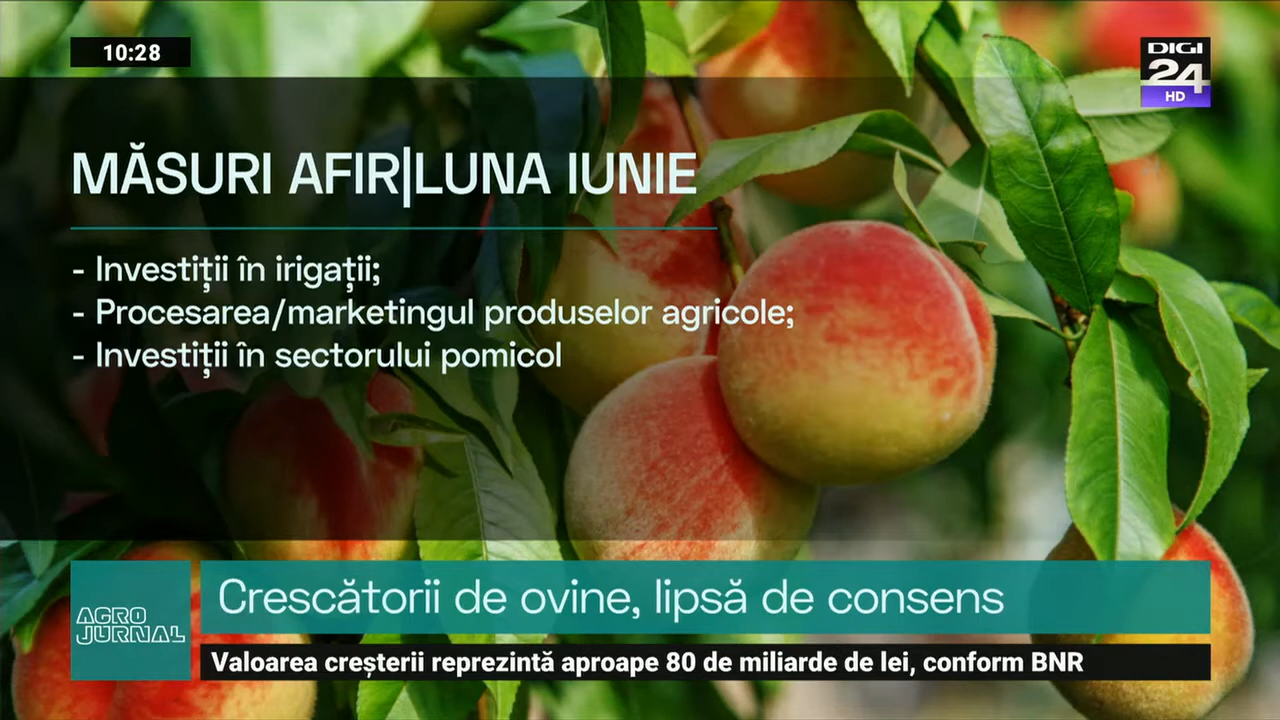 10:28
DIGI
24
HD
MĂSURI AFIR|LUNA IUNIE
- Investiții în irigații;
- Procesarea/marketingul produselor agricole;
- Investiții în sectorului pomicol
AGRO
JURNAL
Crescătorii de ovine, lipsă de consens
Valoarea creșterii reprezintă aproape 80 de miliarde de lei, conform BNR